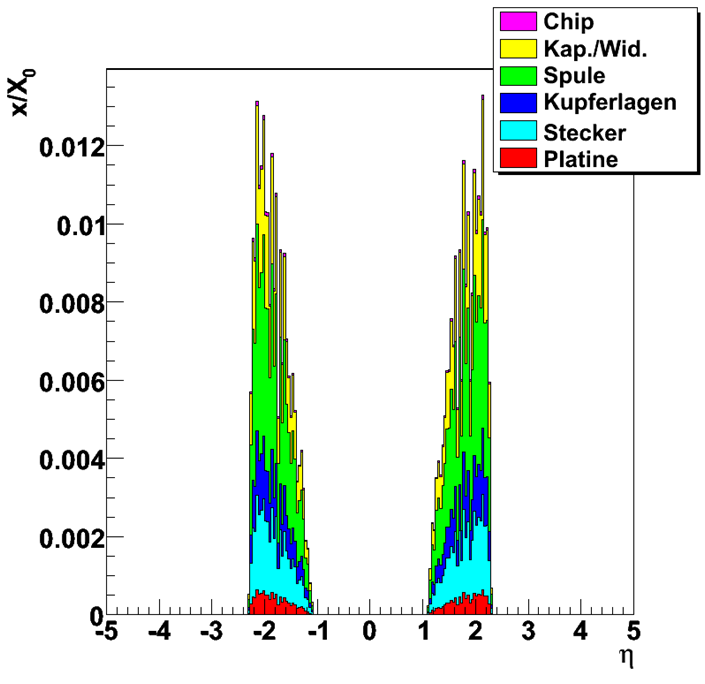 Chip
Kap./Wid.
Spule
Kupferlagen
Stecker
Platine
x/X0
0.012
0.01
0.008
0.006
0.004
0.002
0
-5 -4 -3 -2 -1 0 1 2 3 4 5
η